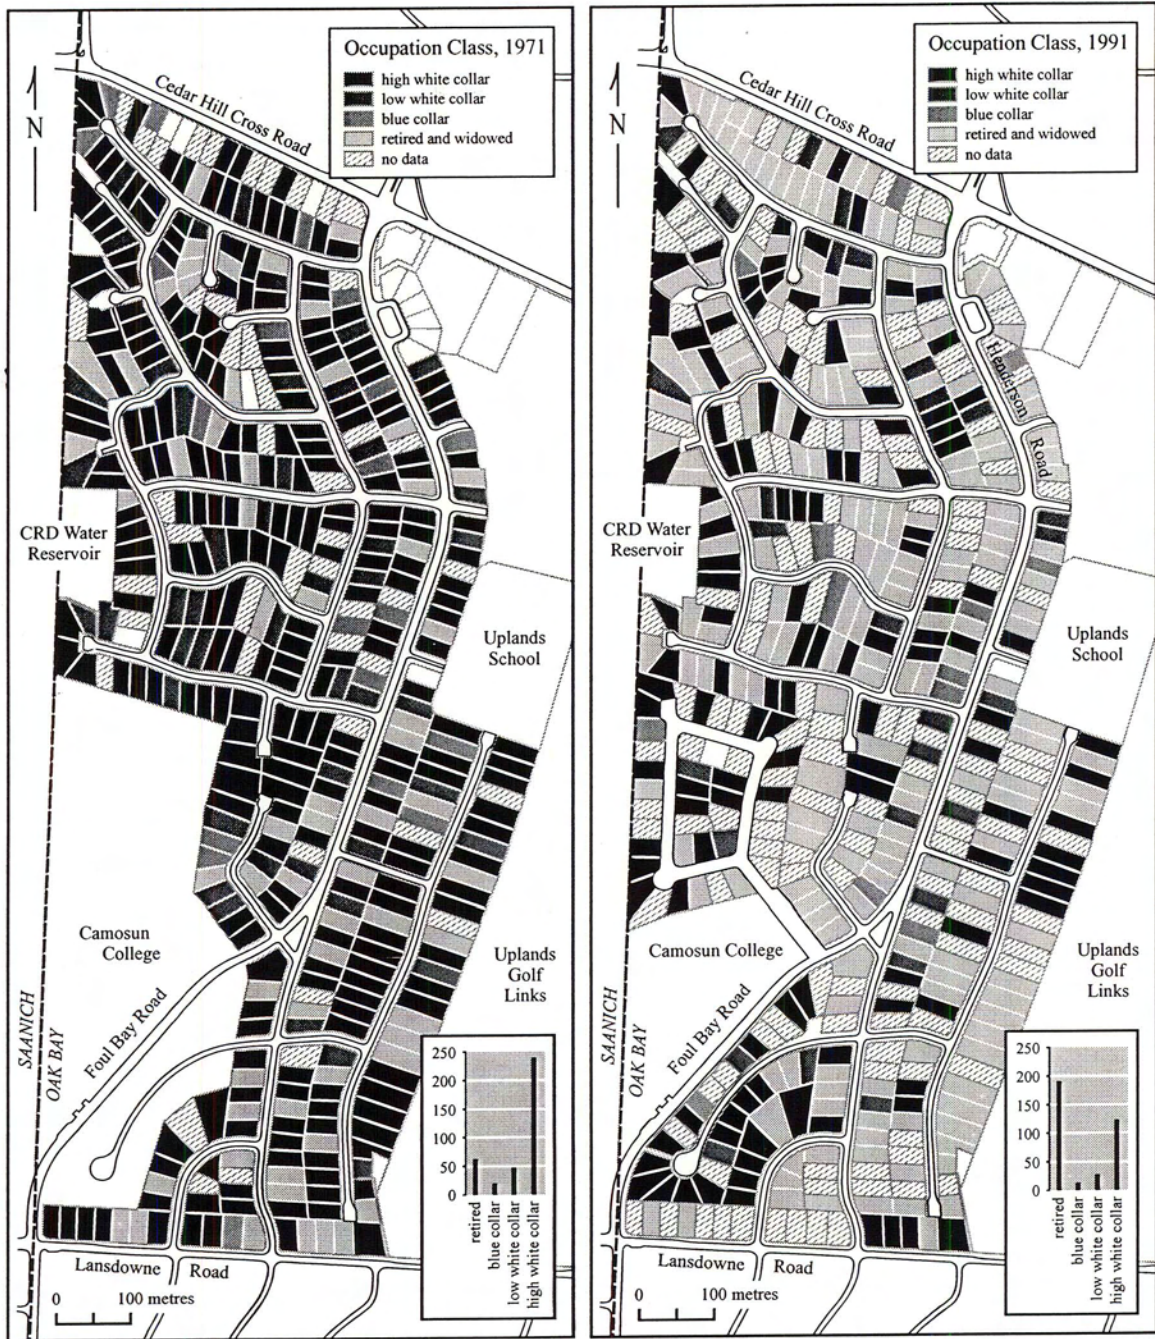 Occupation Class, 1971
high white collar
low white collar
blue collar
retired and widowed
no data
N
Cedar Hill Cross Road
CRD Water
Reservoir
Uplands
School
Camosun
College
Uplands
Golf
Links
SAANICH
OAK BAY
Foul Bay Road
250
200
150
100
50
0
retired
blue collar
low white collar
high white collar
Lansdowne Road
0 100 metres
Occupation Class, 1991
high white collar
low white collar
blue collar
retired and widowed
no data
N
Cedar Hill Cross Road
Henderson Road
CRD Water
Reservoir
Uplands
School
Camosun College
Uplands
Golf
Links
SAANICH
OAK BAY
Foul Bay Road
250
200
150
100
50
0
retired
blue collar
low white collar
high white collar
Lansdowne Road
0 100 metres